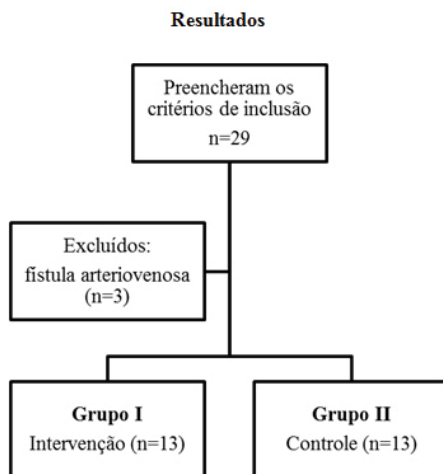 Resultados
Preencheram os
critérios de inclusão
n=29
Excluídos:
fístula arteriovenosa
(n=3)
Grupo I
Intervenção (n=13)
Grupo II
Controle (n=13)